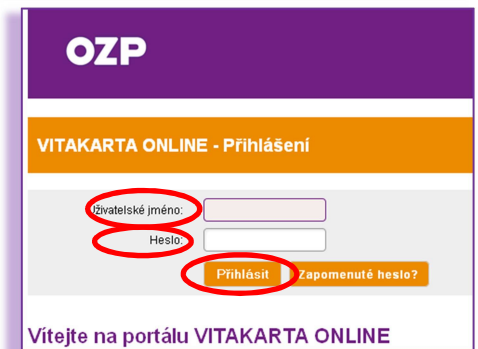 OZP
VITAKARTA ONLINE - Přihlášení
Uživatelské jméno:
Heslo:
Přihlásit Zapomenuté heslo?
Vítejte na portálu VITAKARTA ONLINE